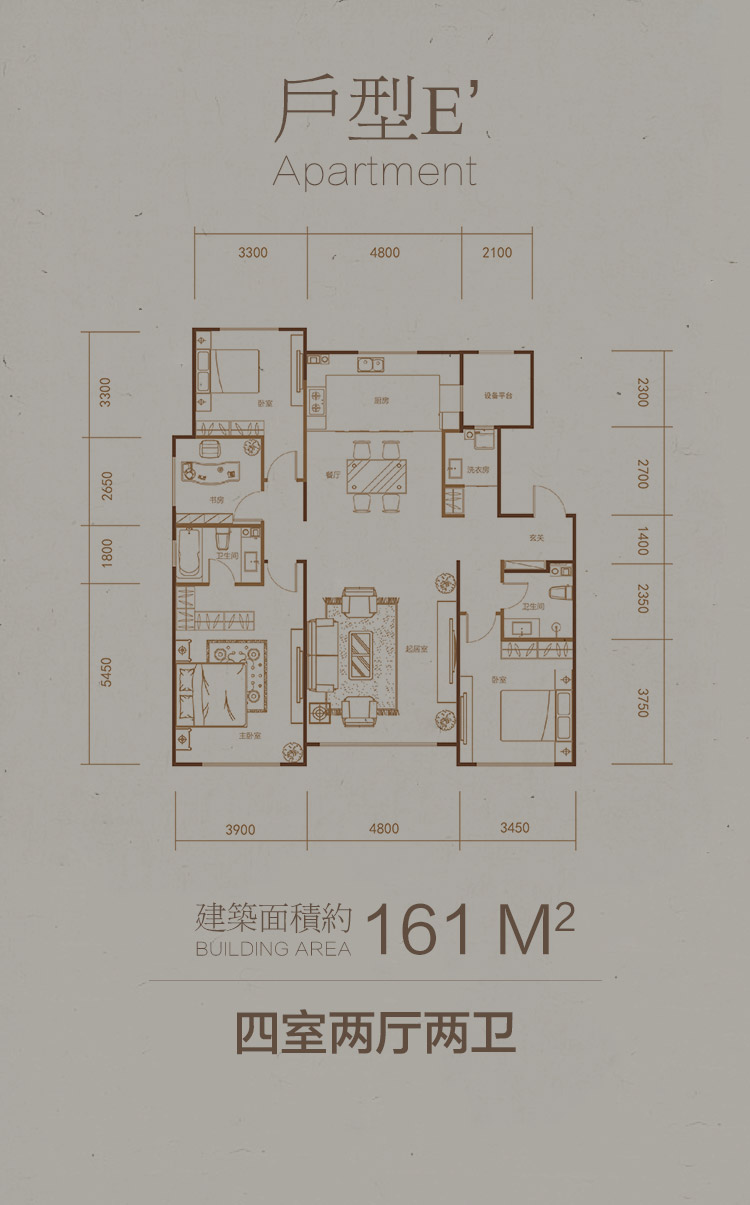 戶型E’
Apartment
3300 4800 2100
3300
2650
1800
5450
2300
2700
1400
2350
3750
卧室
厨房
设备平台
书房
餐厅
洗衣房
玄关
卫生间
卫生间
起居室
卧室
主卧室
3900 4800 3450
建築面積約 161 M²
BUILDING AREA
四室两厅两卫